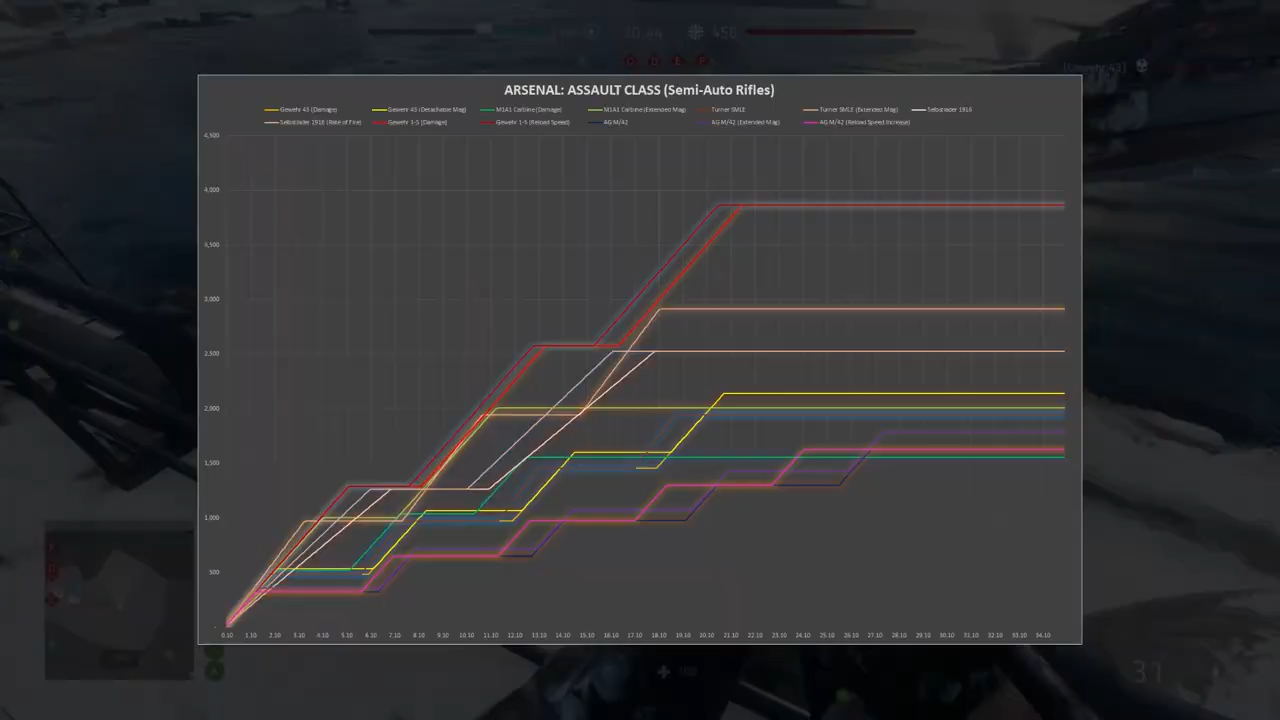 30:44 458
C D E F
ARSENAL: ASSAULT CLASS (Semi-Auto Rifles)
Gewehr 43 (Damage) Gewehr 43 (Detachable Mag) M1A1 Carbine (Damage) M1A1 Carbine (Extended Mag) Turner SMLE Turner SMLE (Extended Mag) Selbstlader 1916
Selbstlader 1916 (Rate of Fire) Gewehr 1-5 (Damage) Gewehr 1-5 (Reload Speed) AG M/42 AG M/42 (Extended Mag) AG M/42 (Reload Speed Increase)
4,500
4,000
3,500
3,000
2,500
2,000
1,500
1,000
500
-
0.10 1.10 2.10 3.10 4.10 5.10 6.10 7.10 8.10 9.10 10.10 11.10 12.10 13.10 14.10 15.10 16.10 17.10 18.10 19.10 20.10 21.10 22.10 23.10 24.10 25.10 26.10 27.10 28.10 29.10 30.10 31.10 32.10 33.10 34.10
100
31